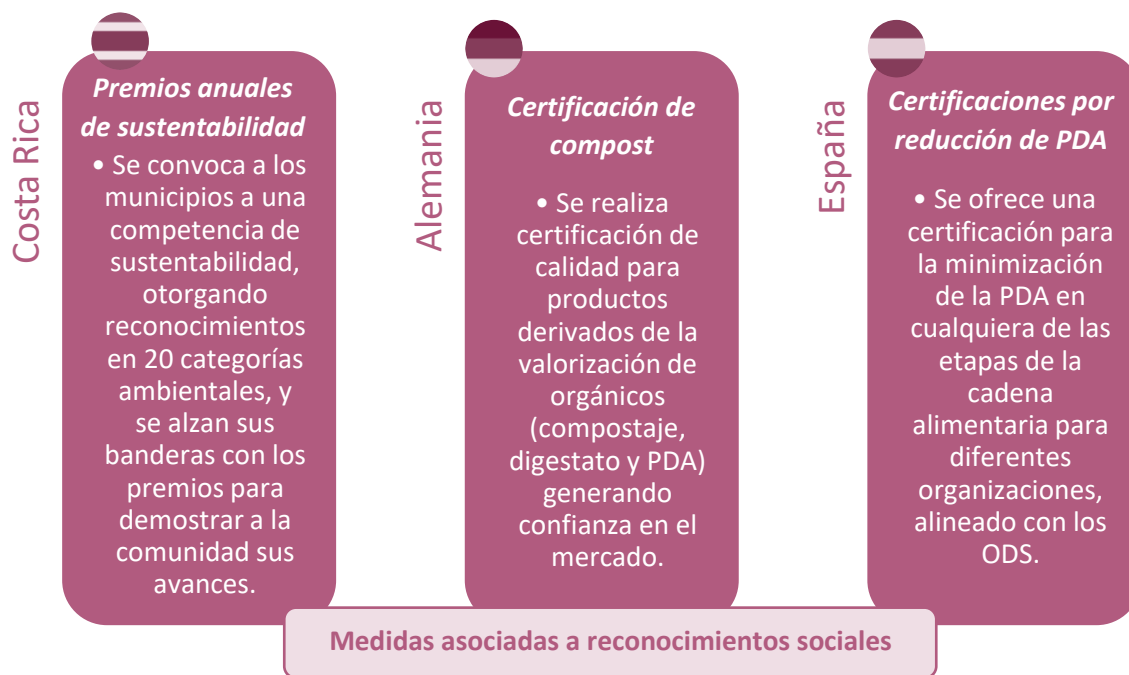 Costa Rica
Premios anuales
de sustentabilidad
• Se convoca a los
municipios a una
competencia de
sustentabilidad,
otorgando
reconocimientos
en 20 categorías
ambientales, y
se alzan sus
banderas con los
premios para
demostrar a la
comunidad sus
avances.
Alemania
Certificación de
compost
• Se realiza
certificación de
calidad para
productos
derivados de la
valorización de
orgánicos
(compostaje,
digestato y PDA)
generando
confianza en el
mercado.
España
Certificaciones por
reducción de PDA
• Se ofrece una
certificación para
la minimización
de la PDA en
cualquiera de las
etapas de la
cadena
alimentaria para
diferentes
organizaciones,
alineado con los
ODS.
Medidas asociadas a reconocimientos sociales